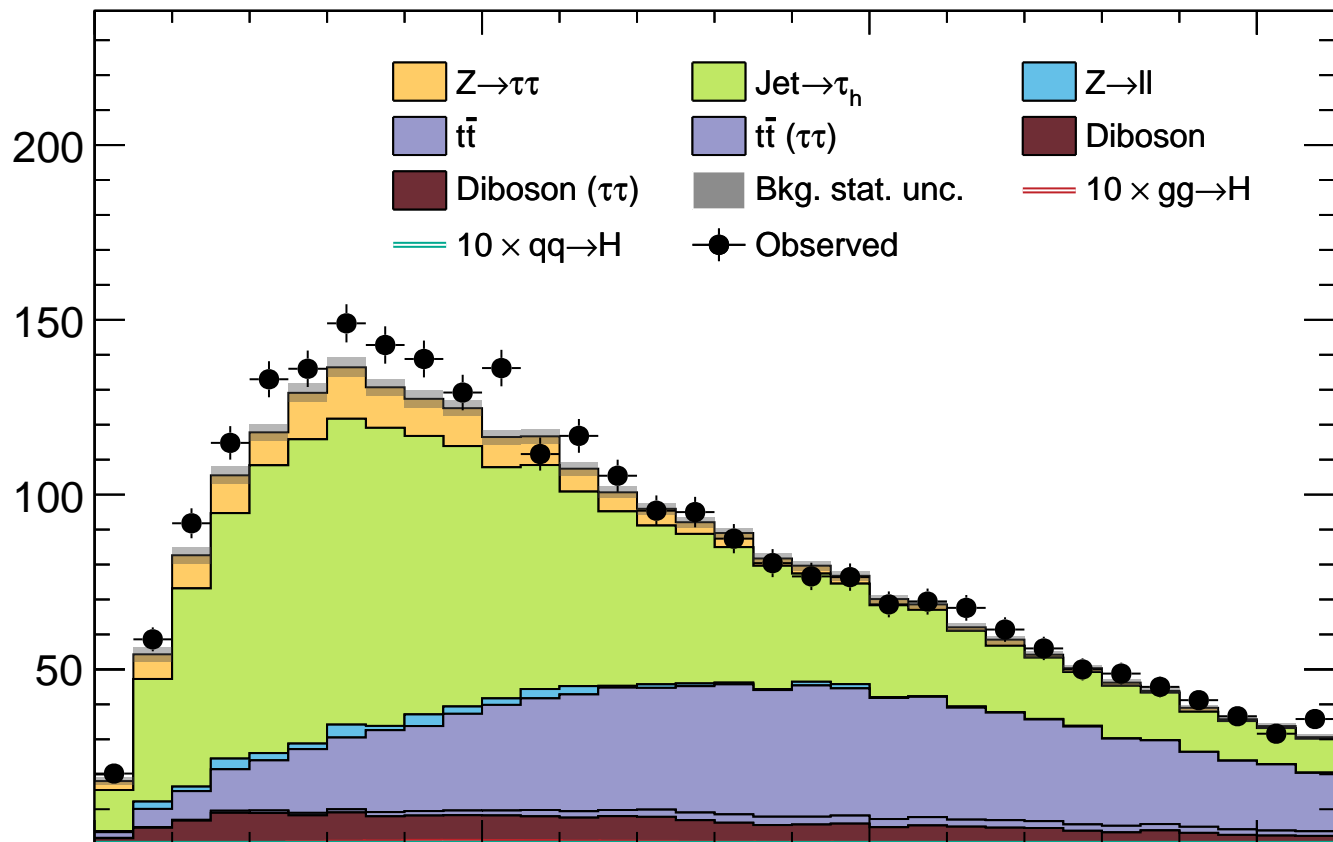 Z→ττ Jet→τh Z→ll
tt̄ tt̄ (ττ) Diboson
Diboson (ττ) Bkg. stat. unc. 10 × gg→H
10 × qq→H Observed
200
150
100
50